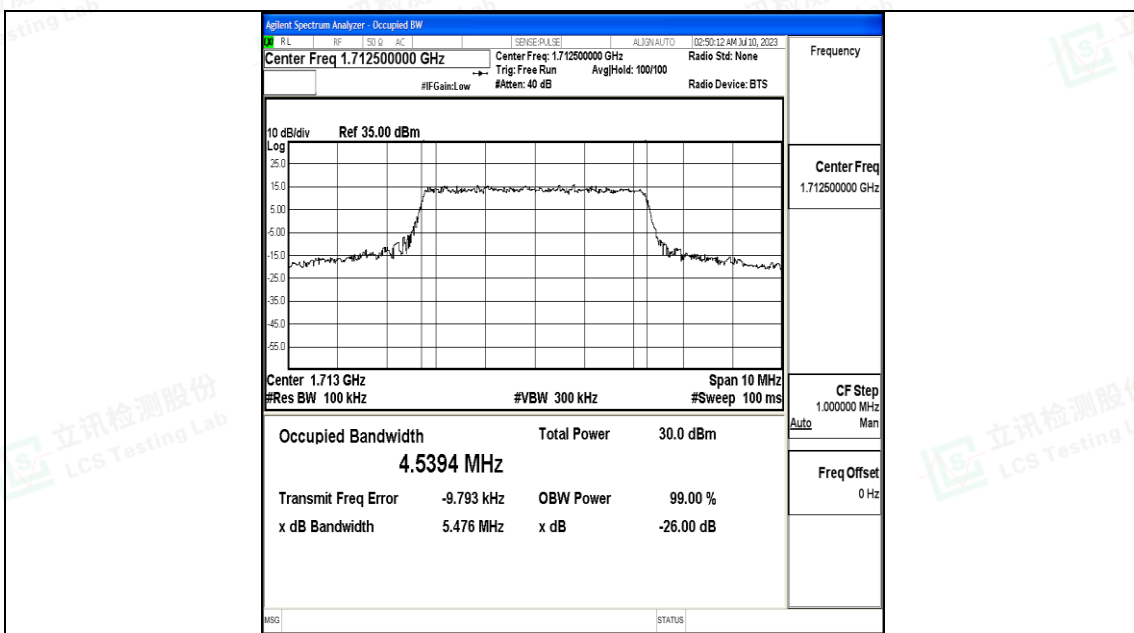 Agilent Spectrum Analyzer - Occupied BW
RL RF 50 Ω AC SENSE:PULSE ALIGN AUTO 02:50:12 AM Jul 10, 2023
Center Freq 1.712500000 GHz
Center Freq: 1.712500000 GHz Radio Std: None
Trig: Free Run Avg|Hold: 100/100
#IFGain:Low #Atten: 40 dB Radio Device: BTS
Frequency
10 dB/div Ref 35.00 dBm
Log
25.0
15.0
5.00
-5.00
-15.0
-25.0
-35.0
-45.0
-55.0
Center 1.713 GHz Span 10 MHz
#Res BW 100 kHz #VBW 300 kHz #Sweep 100 ms
Center Freq
1.712500000 GHz
CF Step
1.000000 MHz
Auto Man
Freq Offset
0 Hz
Occupied Bandwidth Total Power 30.0 dBm
4.5394 MHz
Transmit Freq Error -9.793 kHz OBW Power 99.00 %
x dB Bandwidth 5.476 MHz x dB -26.00 dB
MSG STATUS
立讯检测股份
LCS Testing Lab
立讯检测股份
LCS Testing L
sting Lab